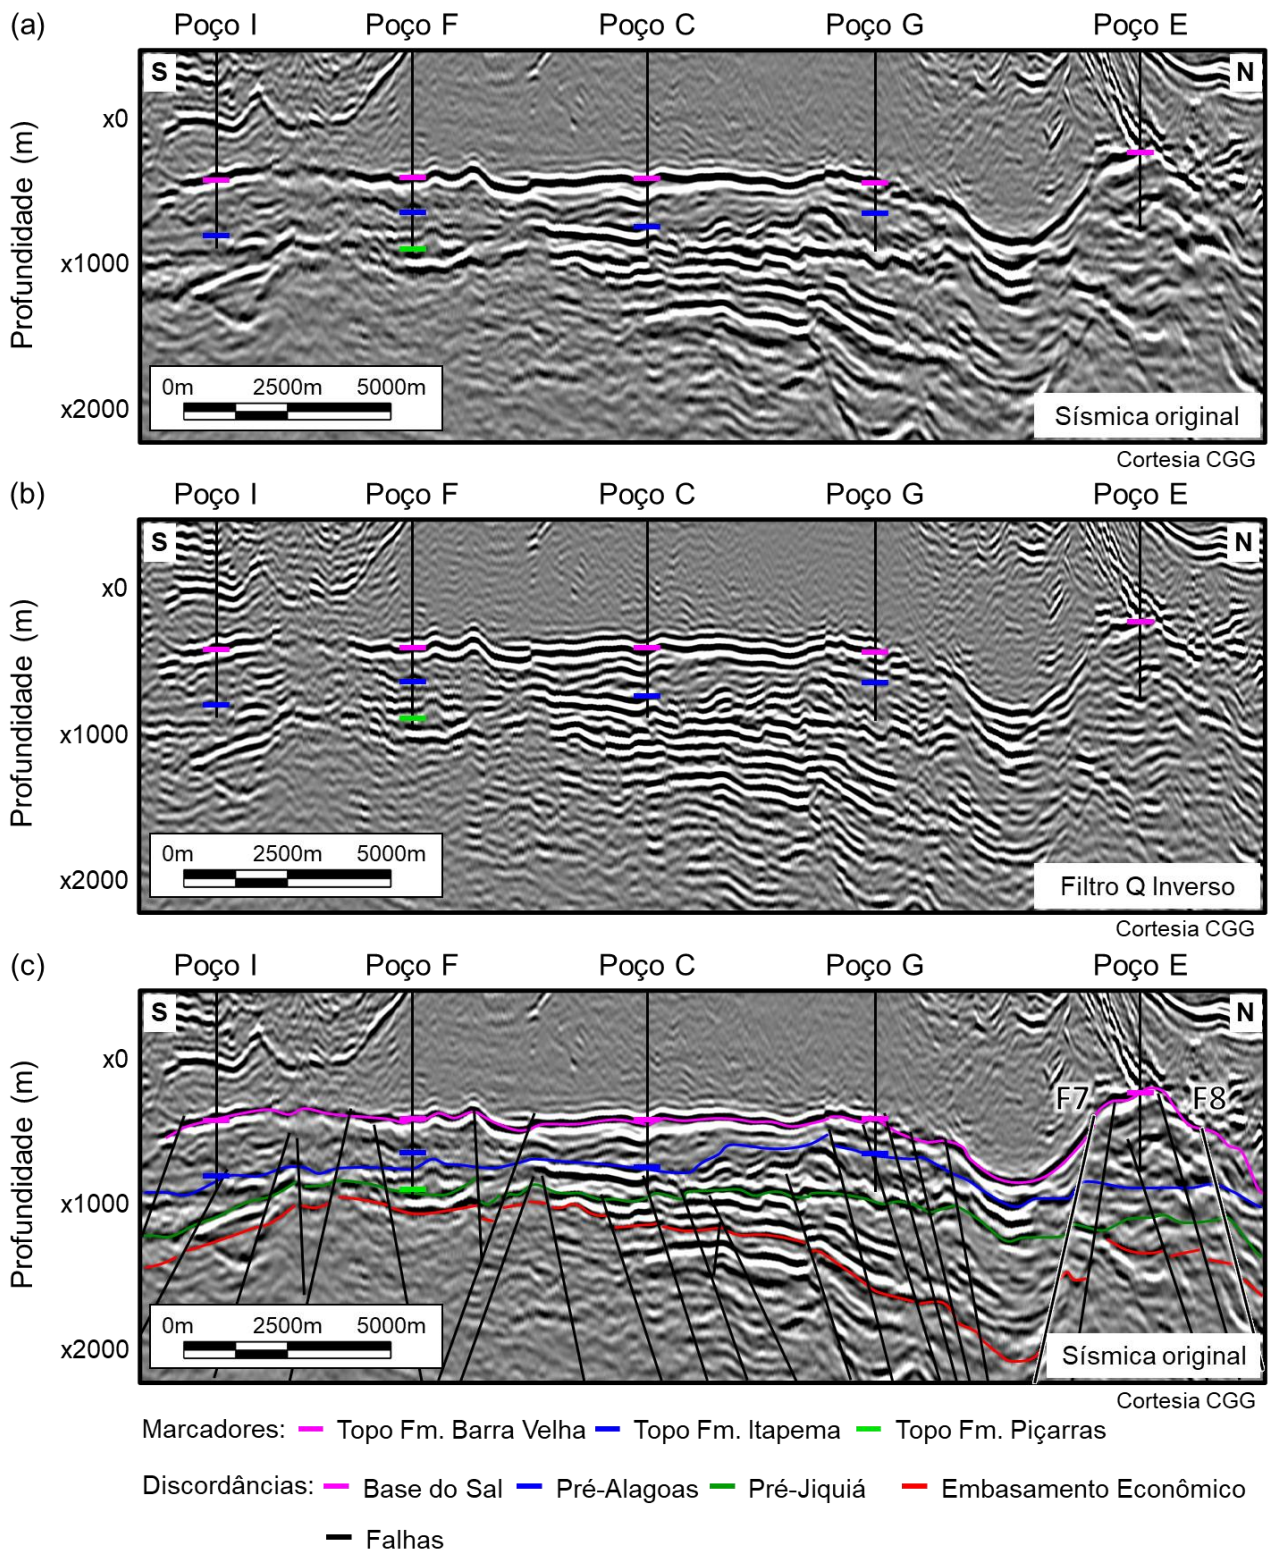 (a) Poço I Poço F Poço C Poço G Poço E
S N
x0
x1000
x2000
Profundidade (m)
0m 2500m 5000m
Sísmica original
Cortesia CGG
(b) Poço I Poço F Poço C Poço G Poço E
S N
x0
x1000
x2000
Profundidade (m)
0m 2500m 5000m
Filtro Q Inverso
Cortesia CGG
(c) Poço I Poço F Poço C Poço G Poço E
S N
x0
F7 F8
x1000
x2000
Profundidade (m)
0m 2500m 5000m
Sísmica original
Cortesia CGG
Marcadores: Topo Fm. Barra Velha Topo Fm. Itapema Topo Fm. Piçarras
Discordâncias: Base do Sal Pré-Alagoas Pré-Jiquiá Embasamento Econômico
Falhas